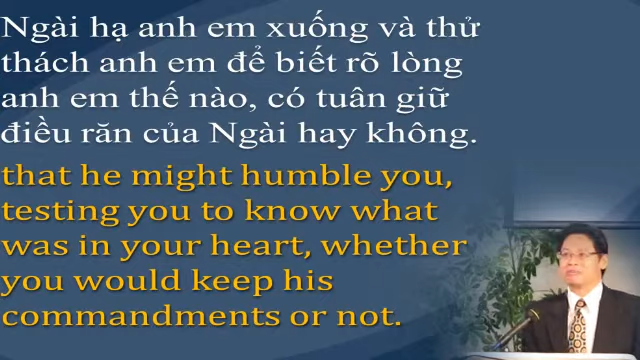 Ngài hạ anh em xuống và thử
thách anh em để biết rõ lòng
anh em thế nào, có tuân giữ
điều răn của Ngài hay không.
that he might humble you,
testing you to know what
was in your heart, whether
you would keep his
commandments or not.